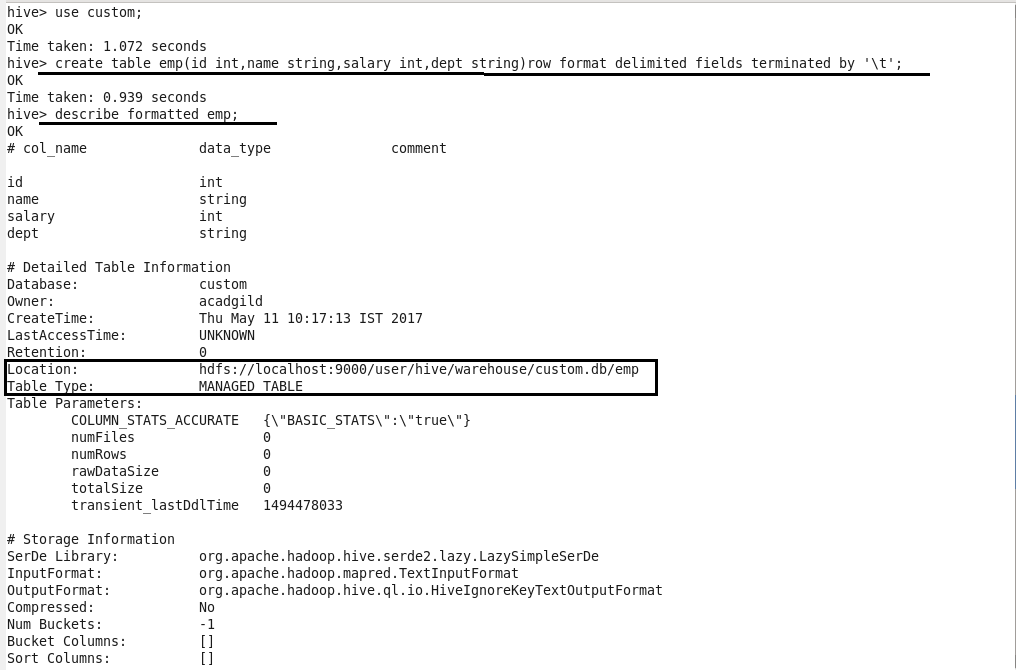 hive> use custom;
OK
Time taken: 1.072 seconds
hive> create table emp(id int,name string,salary int,dept string)row format delimited fields terminated by '\t';
OK
Time taken: 0.939 seconds
hive> describe formatted emp;
OK
# col_name              data_type               comment
id                      int
name                    string
salary                  int
dept                    string
# Detailed Table Information
Database:               custom
Owner:                  acadgild
CreateTime:             Thu May 11 10:17:13 IST 2017
LastAccessTime:         UNKNOWN
Retention:              0
Location:               hdfs://localhost:9000/user/hive/warehouse/custom.db/emp
Table Type:             MANAGED TABLE
Table Parameters:
        COLUMN_STATS_ACCURATE   {\"BASIC_STATS\":\"true\"}
        numFiles                0
        numRows                 0
        rawDataSize             0
        totalSize               0
        transient_lastDdlTime   1494478033
# Storage Information
SerDe Library:          org.apache.hadoop.hive.serde2.lazy.LazySimpleSerDe
InputFormat:            org.apache.hadoop.mapred.TextInputFormat
OutputFormat:           org.apache.hadoop.hive.ql.io.HiveIgnoreKeyTextOutputFormat
Compressed:             No
Num Buckets:            -1
Bucket Columns:         []
Sort Columns:           []